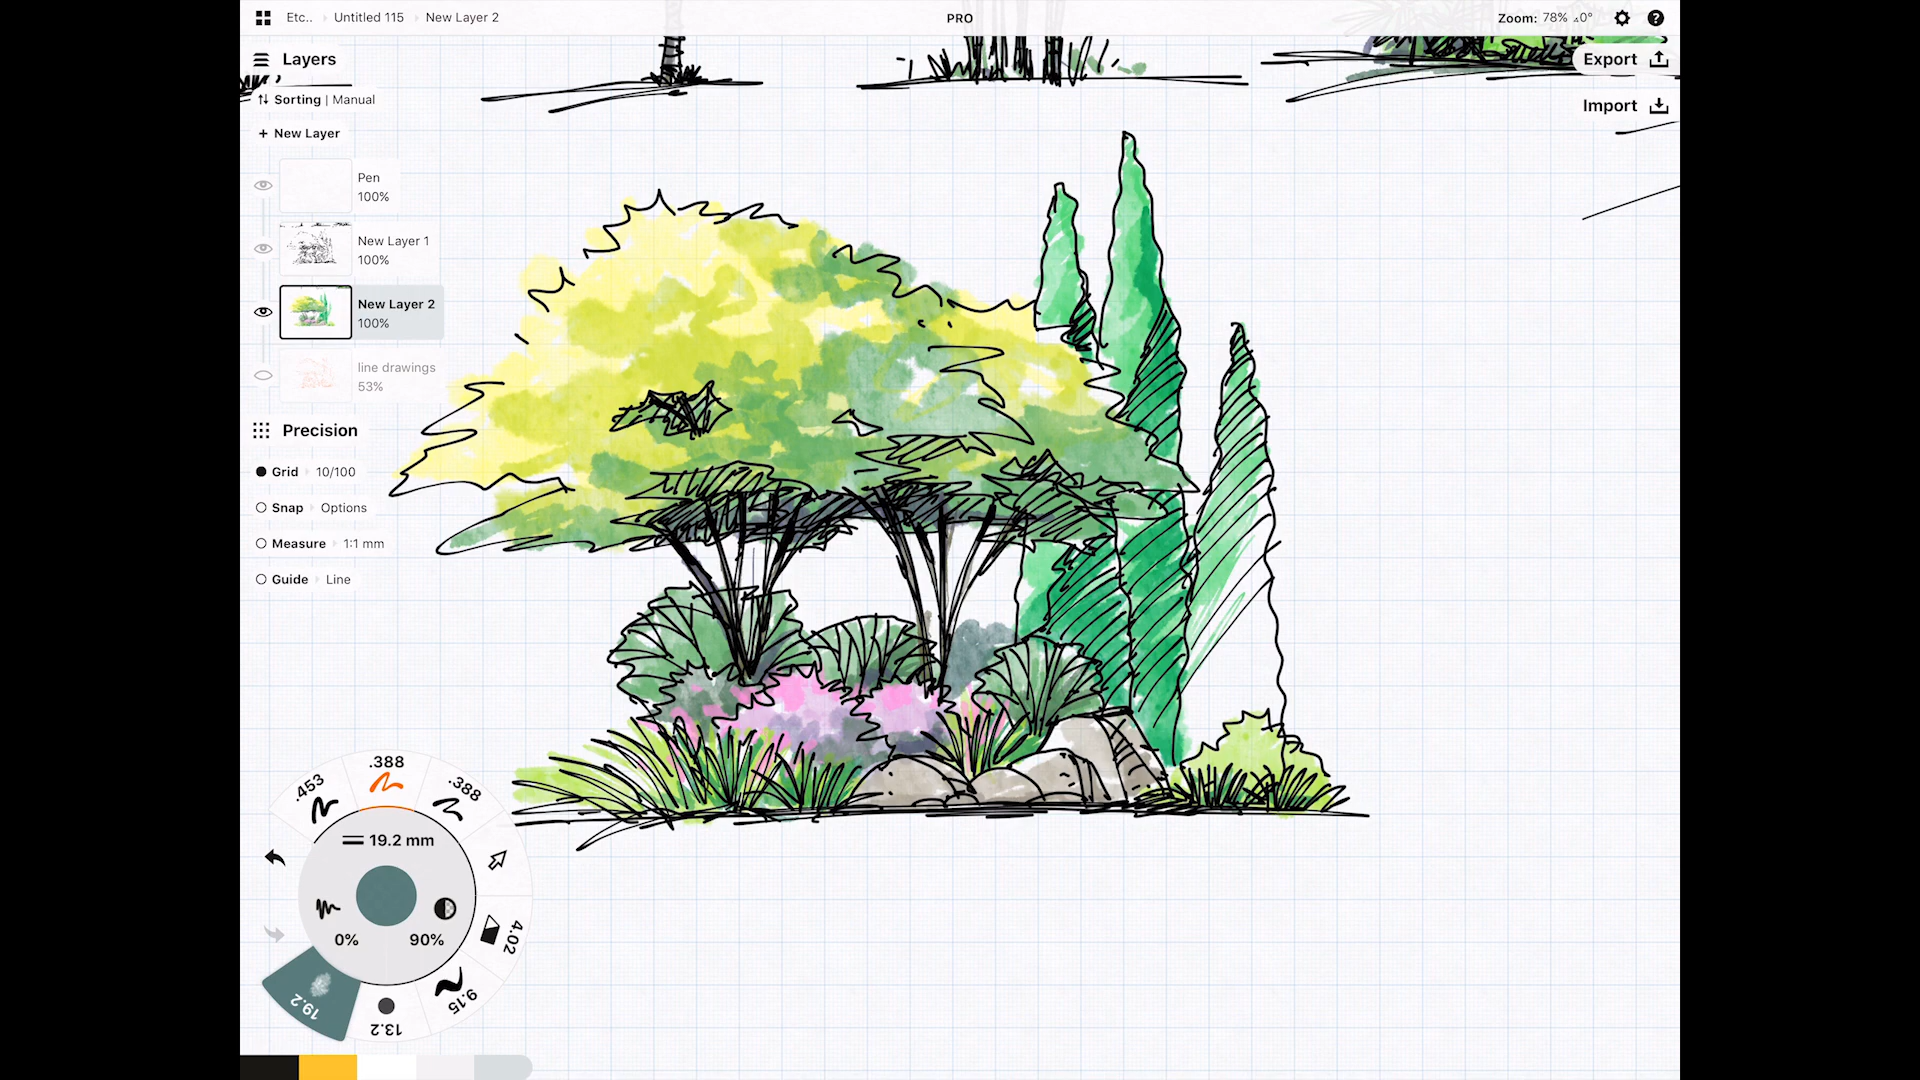 Etc.. Untitled 115 New Layer 2
PRO
Zoom: 78% 0°
Layers
Export
Sorting | Manual
Import
+ New Layer
Pen
100%
New Layer 1
100%
New Layer 2
100%
line drawings
53%
Precision
Grid 10/100
Snap Options
Measure 1:1 mm
Guide Line
.453
.388
.388
19.2 mm
4.02
0%
90%
9.15
19.2
13.2